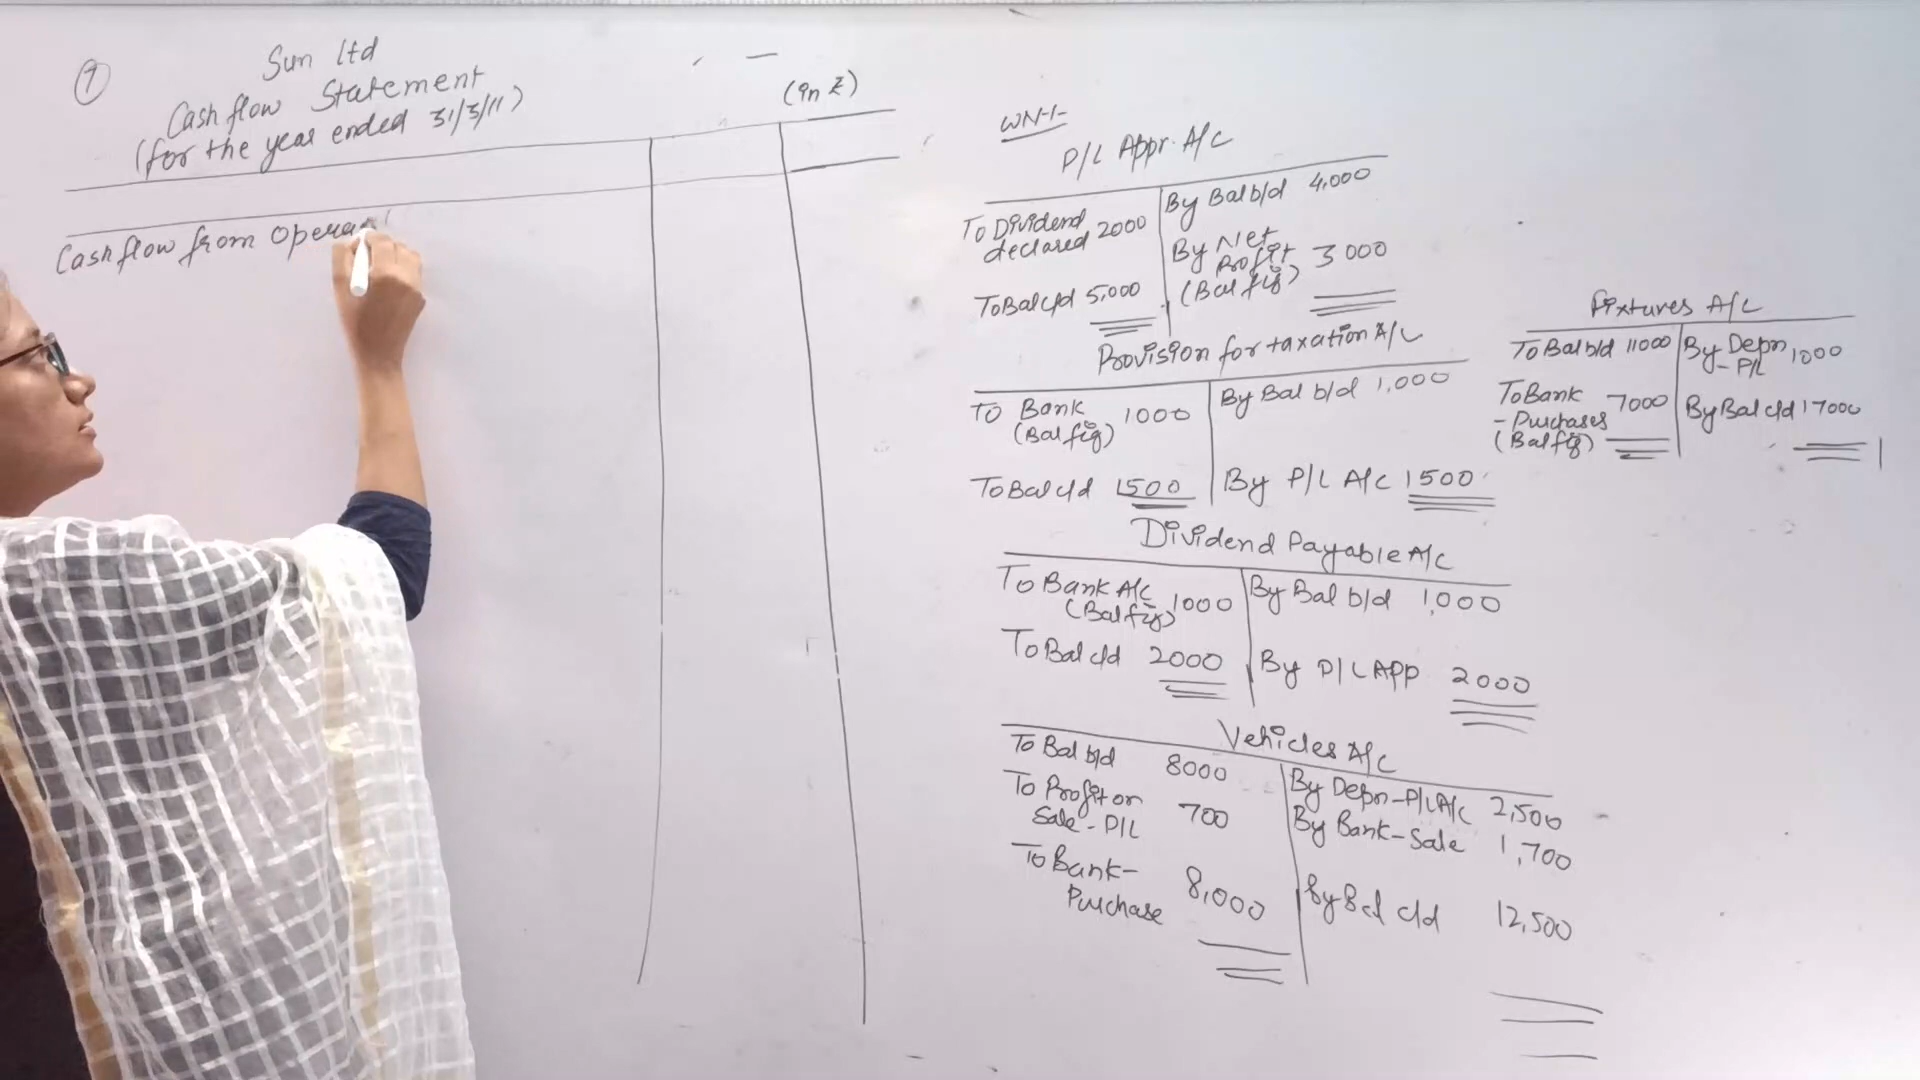 1
Sun Ltd
Cash flow Statement
(for the year ended 31/3/11)
(in ₹)
Cash flow from Opera
WN-1-
P/L Appr. A/C
To Dividend declared 2000 By Bal b/d 4,000
By Net Profit (Bal fig) 3000
To Bal c/d 5,000
Provision for taxation A/C
To Bank (Bal fig) 1000 By Bal b/d 1,000
To Bal c/d 1500 By P/L A/C 1500
Dividend Payable A/C
To Bank A/C (Bal fig) 1000 By Bal b/d 1,000
To Bal c/d 2000 By P/L APP 2000
Vehicles A/C
To Bal b/d 8000 By Depn-P/L A/C 2,500
To Profit on Sale-P/L 700 By Bank-Sale 1,700
To Bank-Purchase 8,000 By Bal c/d 12,500
Fixtures A/C
To Bal b/d 11000 By Depn - P/L 1000
To Bank - Purchases (Bal fig) 7000 By Bal c/d 17000